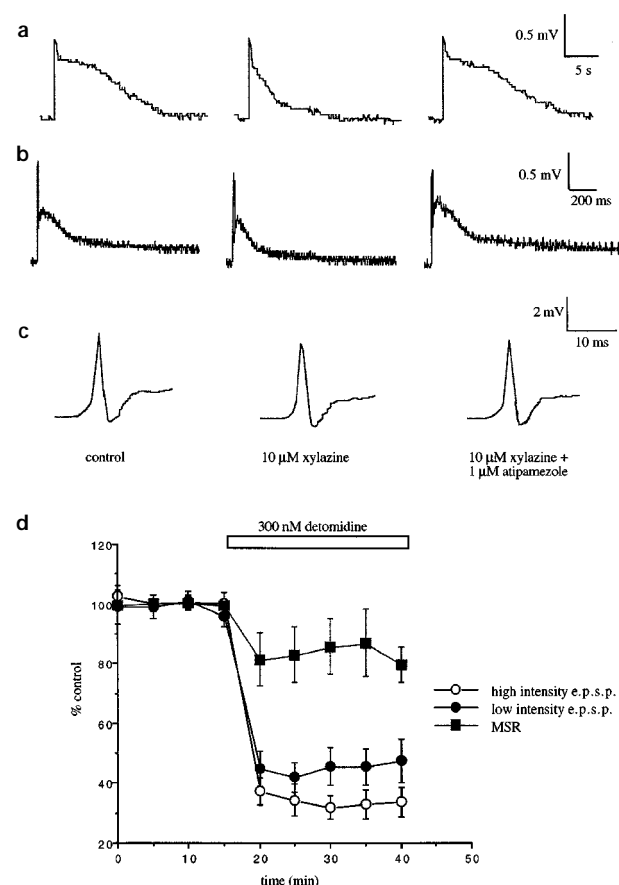 a
0.5 mV
5 s
b
0.5 mV
200 ms
c
2 mV
10 ms
control
10 µM xylazine
10 µM xylazine +
1 µM atipamezole
d
300 nM detomidine
120
100
80
60
40
20
% control
0
10
20
30
40
50
time (min)
high intensity e.p.s.p.
low intensity e.p.s.p.
MSR